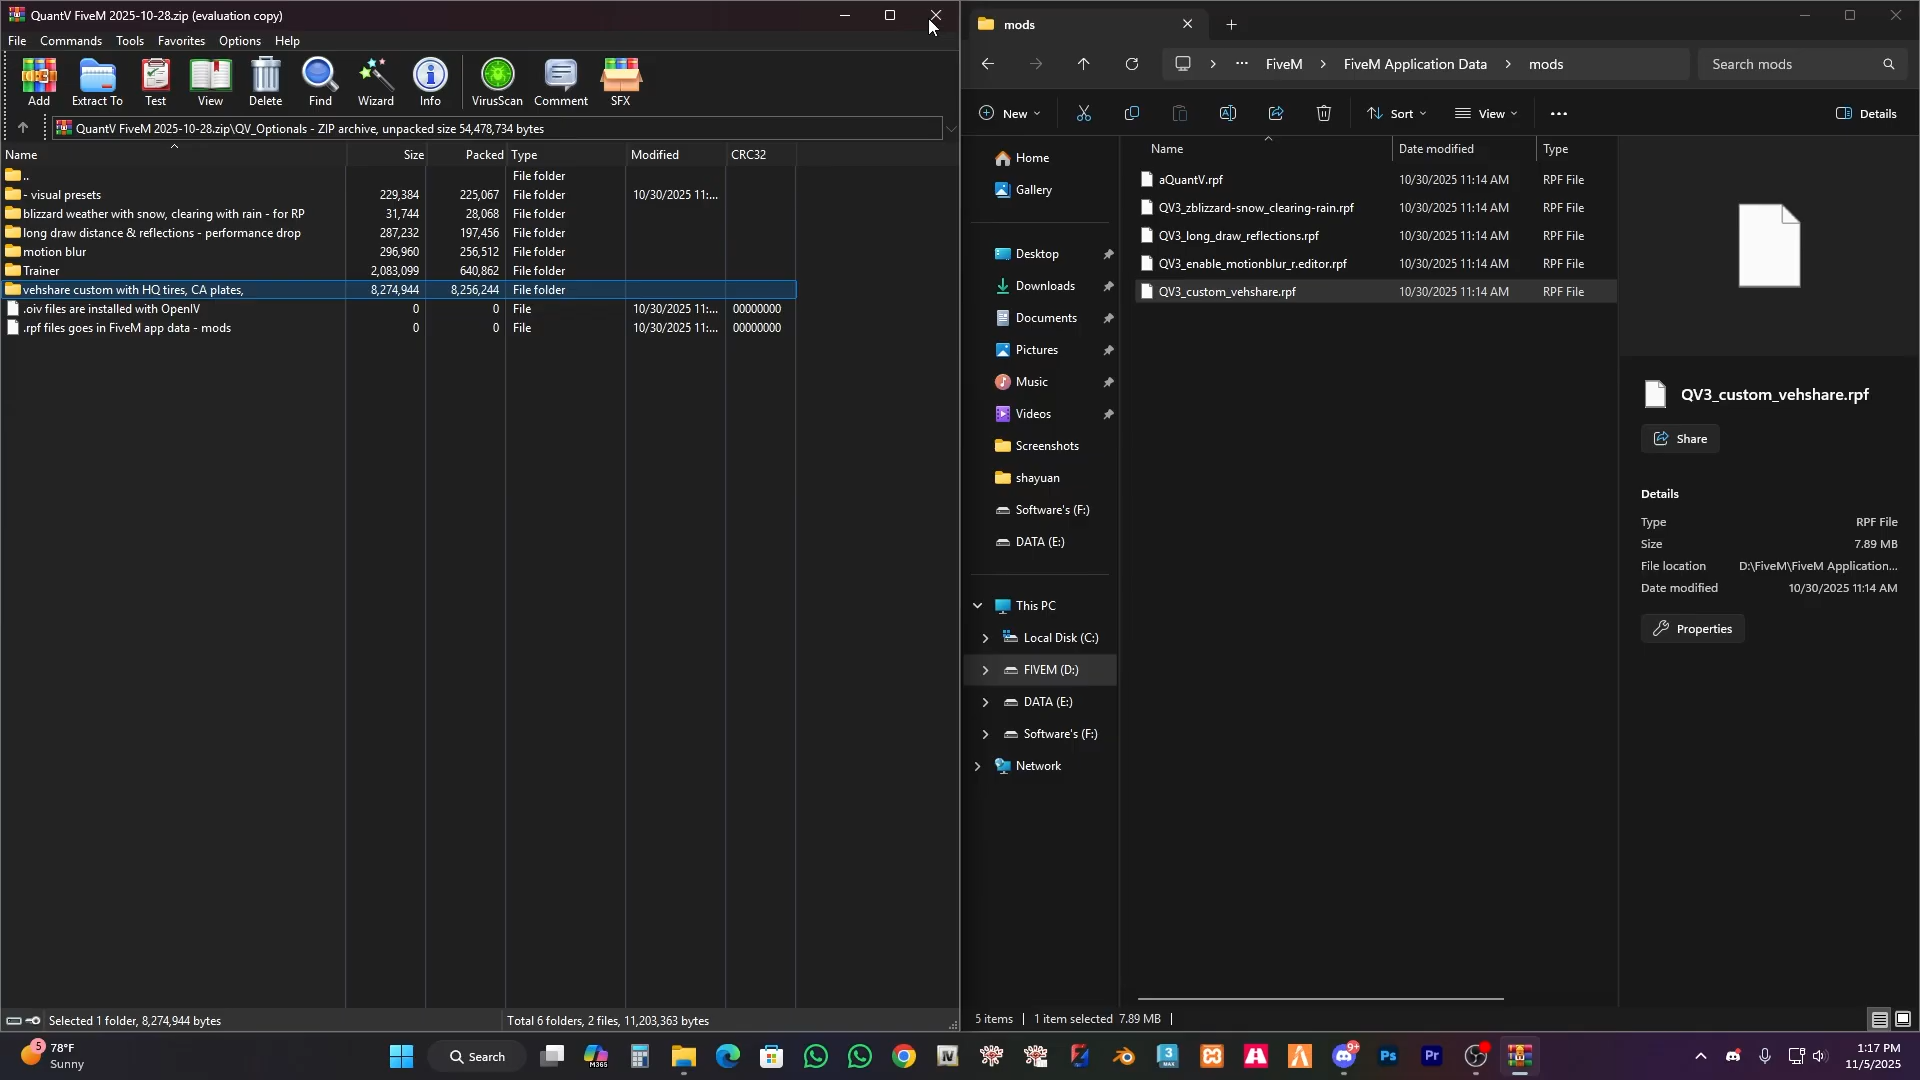 QuantV FiveM 2025-10-28.zip (evaluation copy)
File Commands Tools Favorites Options Help
Add Extract To Test View Delete Find Wizard Info VirusScan Comment SFX
QuantV FiveM 2025-10-28.zip\QV_Optionals - ZIP archive, unpacked size 54,478,734 bytes
Name Size Packed Type Modified CRC32
.. File folder
- visual presets 229,384 225,067 File folder 10/30/2025 11:...
blizzard weather with snow, clearing with rain - for RP 31,744 28,068 File folder
long draw distance & reflections - performance drop 287,232 197,456 File folder
motion blur 296,960 256,512 File folder
Trainer 2,083,099 640,862 File folder
vehshare custom with HQ tires, CA plates, 8,274,944 8,256,244 File folder
.oiv files are installed with OpenIV 0 0 File 10/30/2025 11:... 00000000
.rpf files goes in FiveM app data - mods 0 0 File 10/30/2025 11:... 00000000
Selected 1 folder, 8,274,944 bytes
Total 6 folders, 2 files, 11,203,363 bytes
mods
FiveM FiveM Application Data mods
Search mods
New Sort View Details
Home
Gallery
Desktop
Downloads
Documents
Pictures
Music
Videos
Screenshots
shayuan
Software's (F:)
DATA (E:)
This PC
Local Disk (C:)
FIVEM (D:)
DATA (E:)
Software's (F:)
Network
Name Date modified Type
aQuantV.rpf 10/30/2025 11:14 AM RPF File
QV3_zblizzard-snow_clearing-rain.rpf 10/30/2025 11:14 AM RPF File
QV3_long_draw_reflections.rpf 10/30/2025 11:14 AM RPF File
QV3_enable_motionblur_r.editor.rpf 10/30/2025 11:14 AM RPF File
QV3_custom_vehshare.rpf 10/30/2025 11:14 AM RPF File
QV3_custom_vehshare.rpf
Share
Details
Type RPF File
Size 7.89 MB
File location D:\FiveM\FiveM Application...
Date modified 10/30/2025 11:14 AM
Properties
5 items 1 item selected 7.89 MB
5
78°F
Sunny
Search
M365
IV
3
MAX
9+
Ps
Pr
1:17 PM
11/5/2025